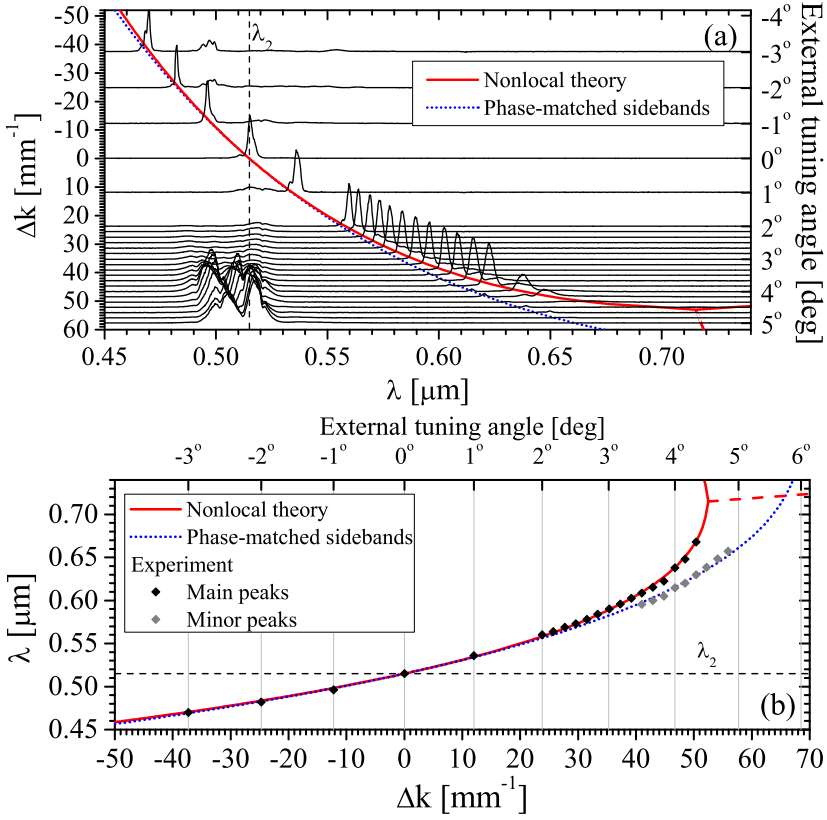 (a)
λ₂
Nonlocal theory
Phase-matched sidebands
-50
-40
-30
-20
-10
0
10
20
30
40
50
60
Δk [mm⁻¹]
-4°
-3°
-2°
-1°
0°
1°
2°
3°
4°
5°
External tuning angle [deg]
0.45 0.50 0.55 0.60 0.65 0.70
λ [μm]
External tuning angle [deg]
-3° -2° -1° 0° 1° 2° 3° 4° 5° 6°
Nonlocal theory
Phase-matched sidebands
Experiment
Main peaks
Minor peaks
0.70
0.65
0.60
0.55
0.50
0.45
λ [μm]
λ₂
(b)
-50 -40 -30 -20 -10 0 10 20 30 40 50 60 70
Δk [mm⁻¹]